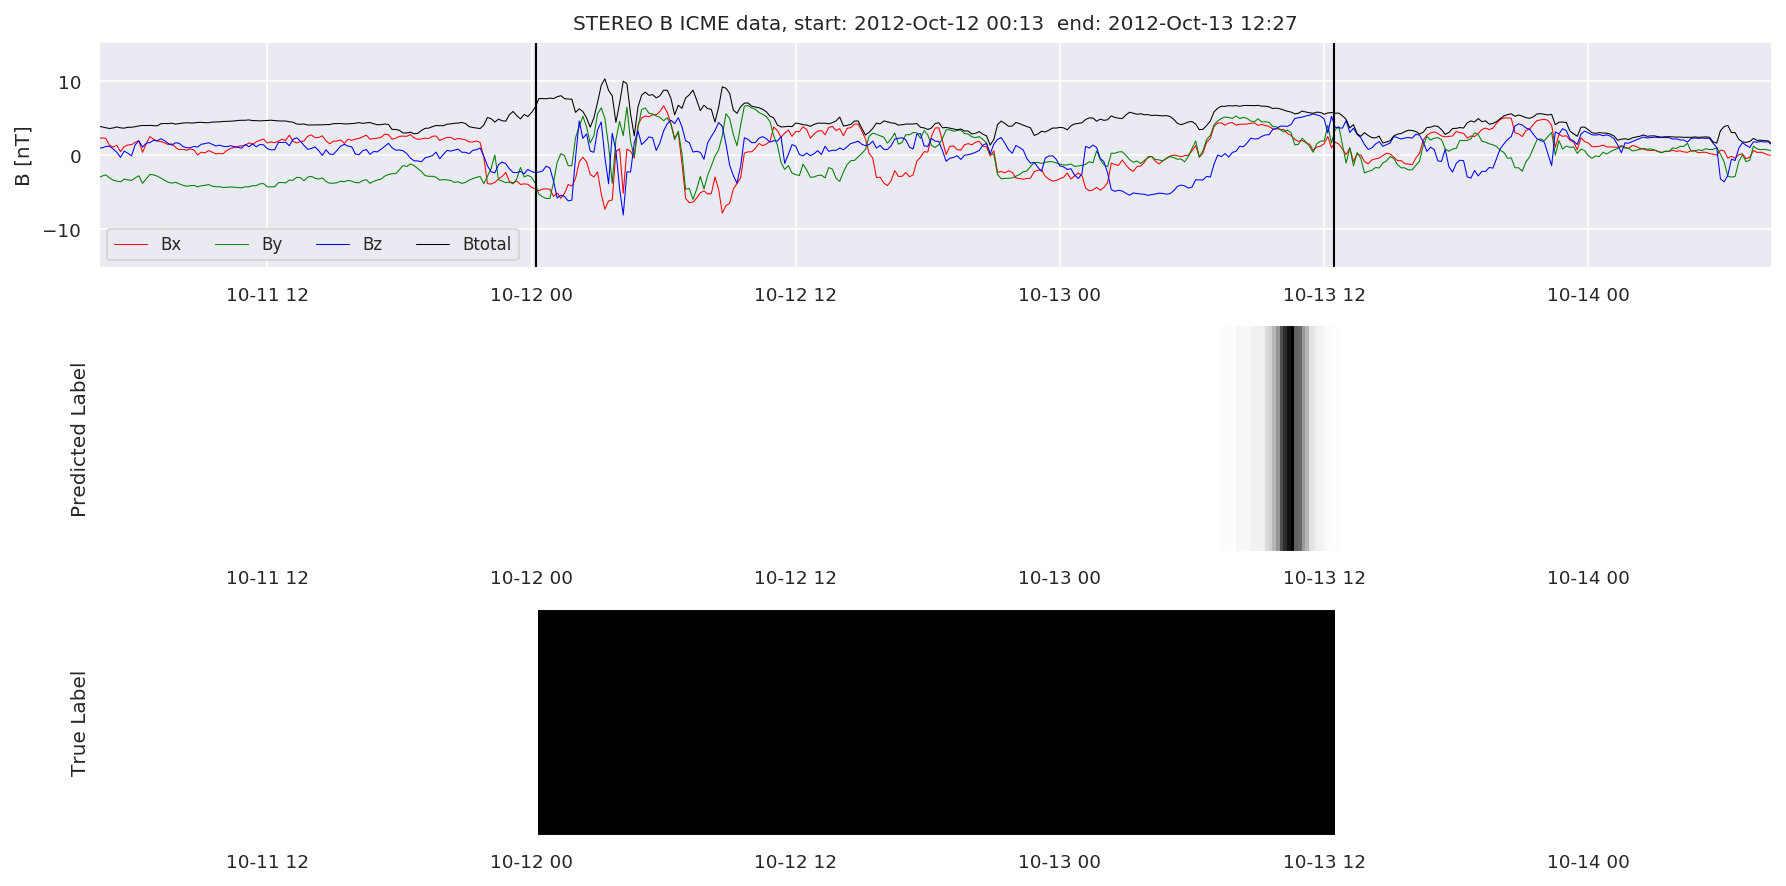 STEREO B ICME data, start: 2012-Oct-12 00:13  end: 2012-Oct-13 12:27
B [nT]
10
0
−10
Bx By Bz Btotal
10-11 12 10-12 00 10-12 12 10-13 00 10-13 12 10-14 00
Predicted Label
10-11 12 10-12 00 10-12 12 10-13 00 10-13 12 10-14 00
True Label
10-11 12 10-12 00 10-12 12 10-13 00 10-13 12 10-14 00